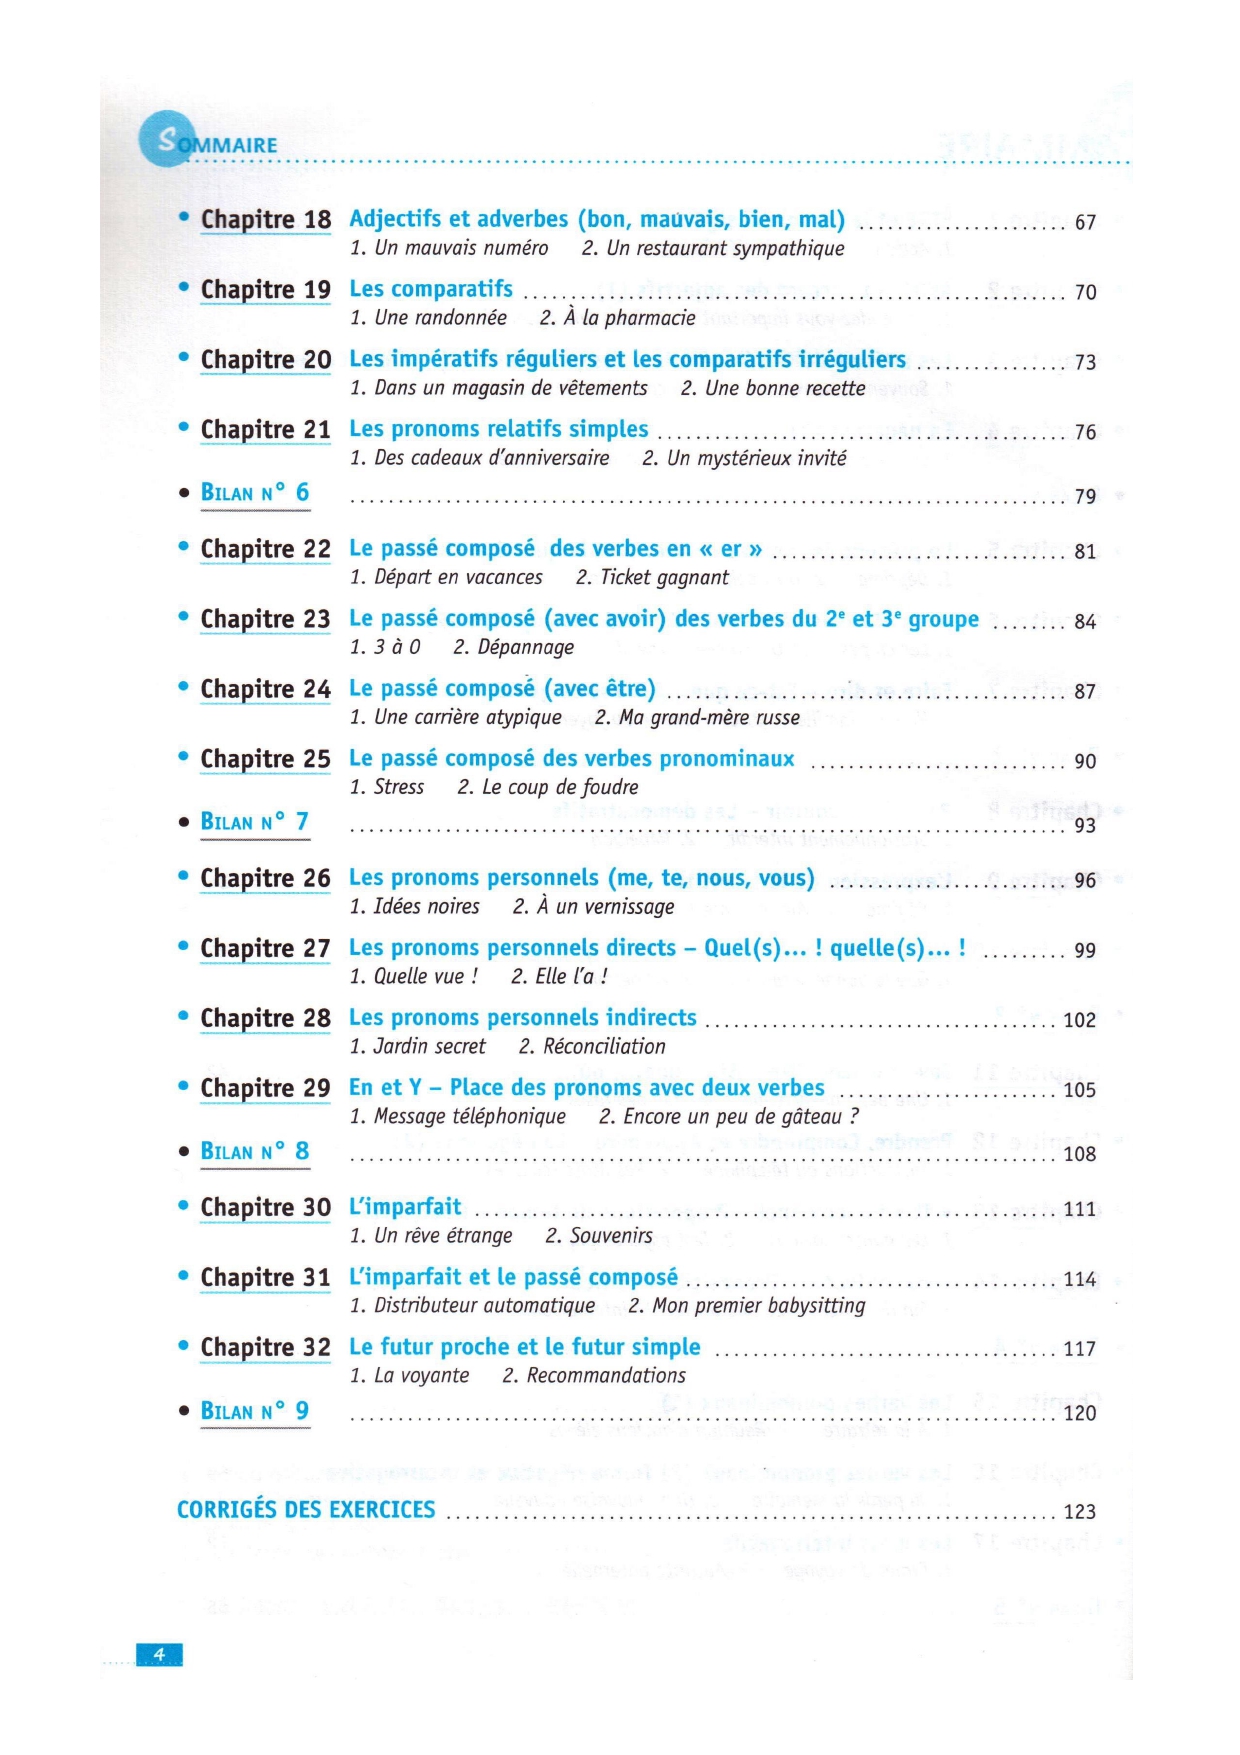 SOMMAIRE
• Chapitre 18 Adjectifs et adverbes (bon, mauvais, bien, mal) ...................... 67
1. Un mauvais numéro 2. Un restaurant sympathique
• Chapitre 19 Les comparatifs ...................... 70
1. Une randonnée 2. À la pharmacie
• Chapitre 20 Les impératifs réguliers et les comparatifs irréguliers ................ 73
1. Dans un magasin de vêtements 2. Une bonne recette
• Chapitre 21 Les pronoms relatifs simples ...................... 76
1. Des cadeaux d'anniversaire 2. Un mystérieux invité
• BILAN N° 6 ...................... 79
• Chapitre 22 Le passé composé des verbes en « er » ...................... 81
1. Départ en vacances 2. Ticket gagnant
• Chapitre 23 Le passé composé (avec avoir) des verbes du 2e et 3e groupe ........ 84
1. 3 à 0 2. Dépannage
• Chapitre 24 Le passé composé (avec être) ...................... 87
1. Une carrière atypique 2. Ma grand-mère russe
• Chapitre 25 Le passé composé des verbes pronominaux ...................... 90
1. Stress 2. Le coup de foudre
• BILAN N° 7 ...................... 93
• Chapitre 26 Les pronoms personnels (me, te, nous, vous) ...................... 96
1. Idées noires 2. À un vernissage
• Chapitre 27 Les pronoms personnels directs – Quel(s)... ! quelle(s)... ! ......... 99
1. Quelle vue ! 2. Elle l'a !
• Chapitre 28 Les pronoms personnels indirects ...................... 102
1. Jardin secret 2. Réconciliation
• Chapitre 29 En et Y – Place des pronoms avec deux verbes ...................... 105
1. Message téléphonique 2. Encore un peu de gâteau ?
• BILAN N° 8 ...................... 108
• Chapitre 30 L'imparfait ...................... 111
1. Un rêve étrange 2. Souvenirs
• Chapitre 31 L'imparfait et le passé composé ...................... 114
1. Distributeur automatique 2. Mon premier babysitting
• Chapitre 32 Le futur proche et le futur simple ...................... 117
1. La voyante 2. Recommandations
• BILAN N° 9 ...................... 120
CORRIGÉS DES EXERCICES ...................... 123
4